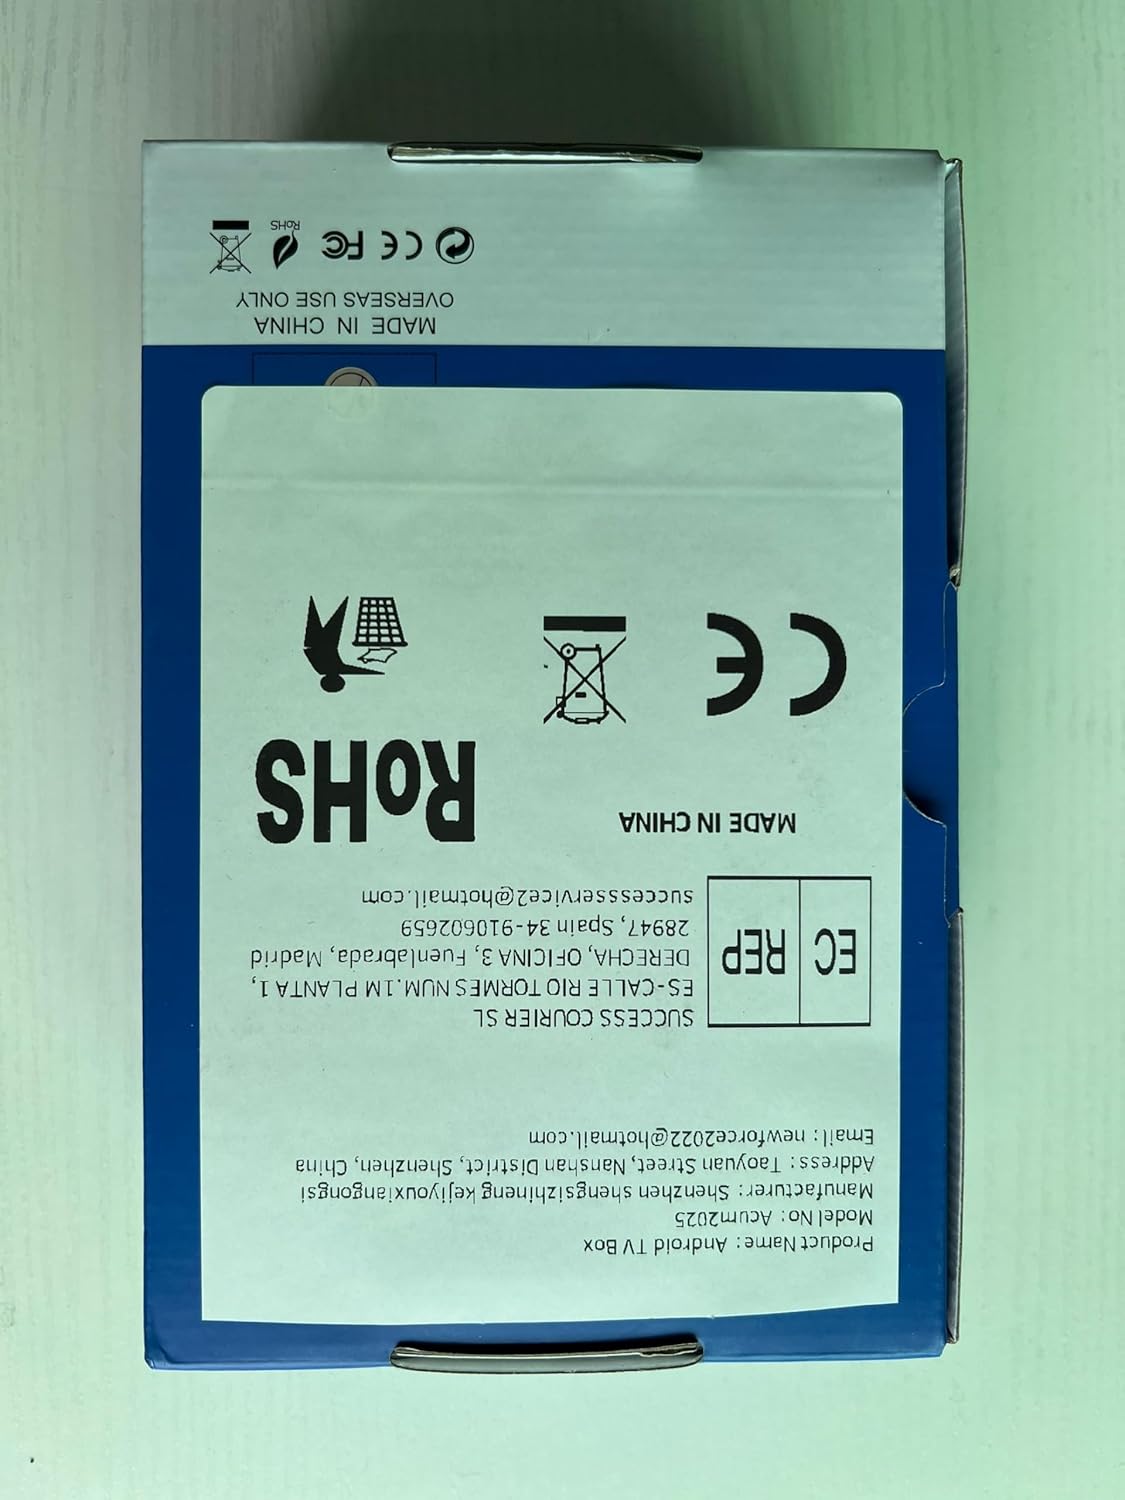 Product Name: Android TV Box
Model No: Acum2025
Manufacturer: Shenzhen shengsizhineng kejiyouxiangongsi
Address: Taoyuan Street, Nanshan District, Shenzhen, China,
Email: newforce2022@hotmail.com
EC REP
SUCCESS COURIER SL
ES-CALLE RIO TORMES NUM.1M PLANTA 1,
DERECHA, OFICINA 3, Fuenlabrada, Madrid
28947, Spain 34-910602659
successservice2@hotmail.com
MADE IN CHINA
RoHS
CE
MADE IN CHINA
OVERSEAS USE ONLY
CE FC RoHS